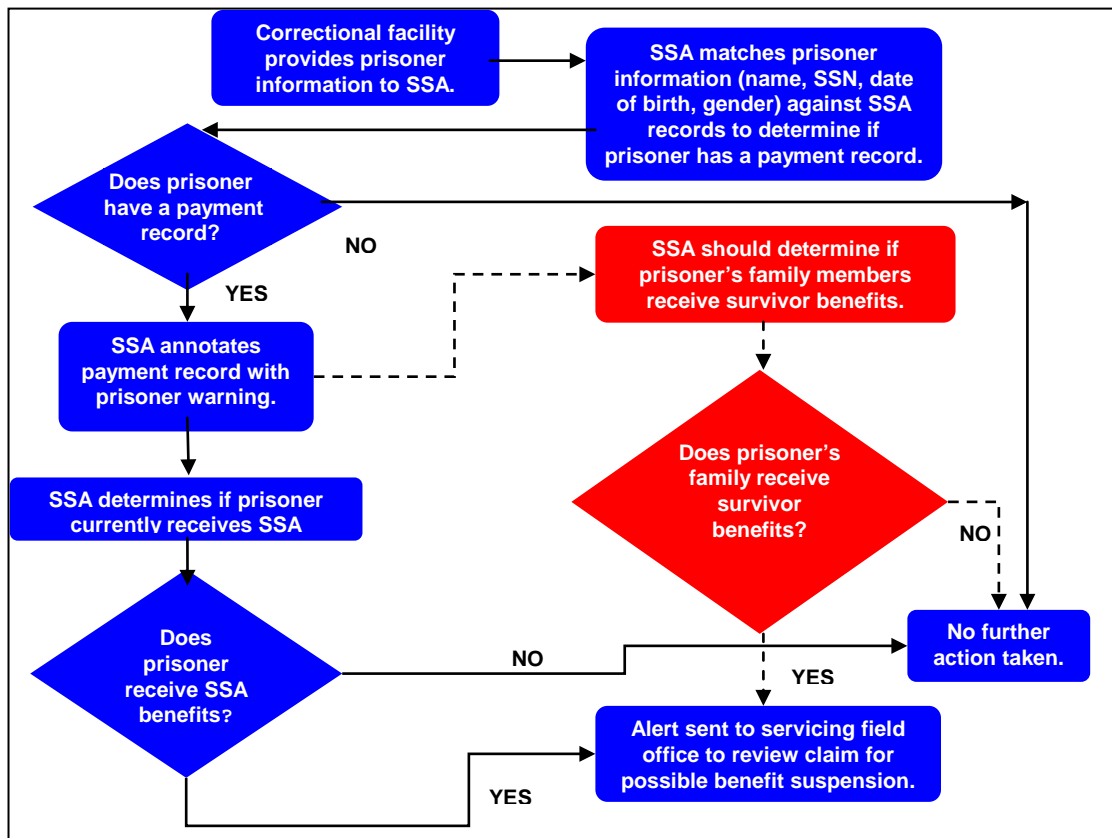 Correctional facility
provides prisoner
information to SSA.
SSA matches prisoner
information (name, SSN, date
of birth, gender) against SSA
records to determine if
prisoner has a payment record.
Does prisoner
have a payment
record?
NO
YES
SSA should determine if
prisoner’s family members
receive survivor benefits.
SSA annotates
payment record with
prisoner warning.
Does prisoner’s
family receive
survivor
benefits?
SSA determines if prisoner
currently receives SSA
NO
Does
prisoner
receive SSA
benefits?
NO
No further
action taken.
YES
Alert sent to servicing field
office to review claim for
possible benefit suspension.
YES